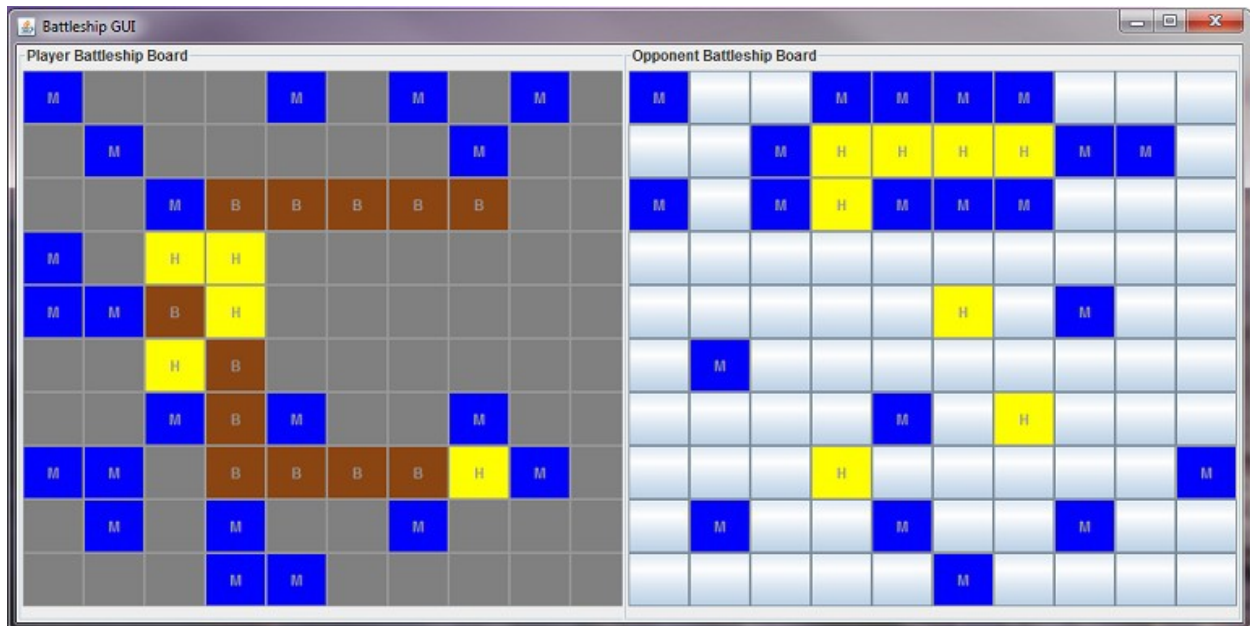 Battleship GUI
Player Battleship Board
M M M M
M M
M B B B B B
M H H
M M B H
H B
M B M M
M M B B B B H M
M M M
M M
Opponent Battleship Board
M M M M M
M H H H H M M
M M H M M M
H M
M
M H
H M
M M M
M